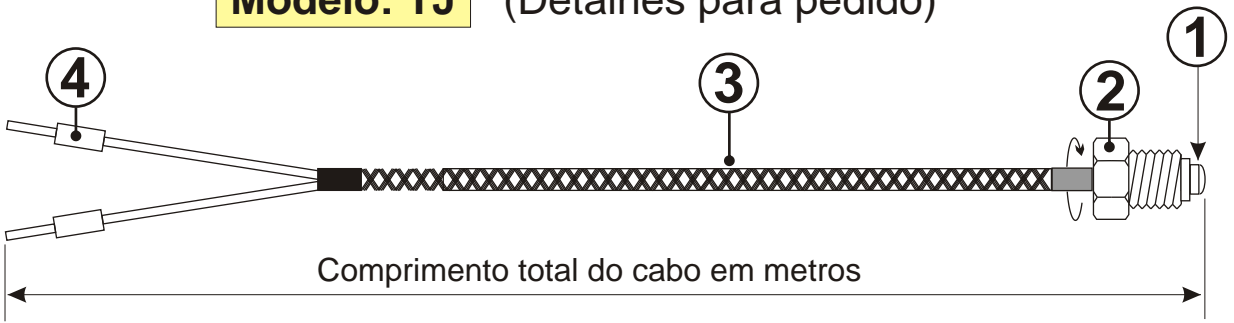 Modelo: TJ (Detalhes para pedido)
1
4
3
2
Comprimento total do cabo em metros